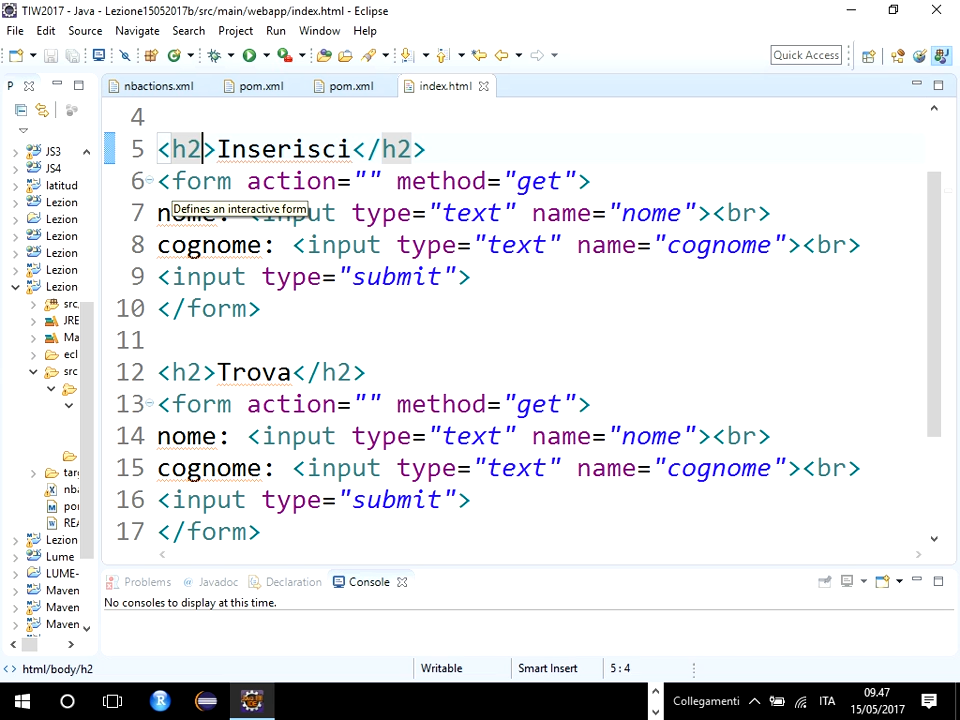 TIW2017 - Java - Lezione15052017b/src/main/webapp/index.html - Eclipse
File Edit Source Navigate Search Project Run Window Help
Quick Access
P
nbactions.xml pom.xml pom.xml index.html
JS3
JS4
latitud
Lezion
Lezion
Lezion
Lezion
Lezion
Lezion
src,
JRE
Ma
ecl
src
tarç
nba
por
REA
Lezion
Lume
LUME-
Maven
Maven
Maven
4
5 <h2>Inserisci</h2>
6 <form action="" method="get">
7 nome: <input type="text" name="nome"><br>
Defines an interactive form
8 cognome: <input type="text" name="cognome"><br>
9 <input type="submit">
10 </form>
11
12 <h2>Trova</h2>
13 <form action="" method="get">
14 nome: <input type="text" name="nome"><br>
15 cognome: <input type="text" name="cognome"><br>
16 <input type="submit">
17 </form>
Problems @ Javadoc Declaration Console
No consoles to display at this time.
<> html/body/h2 Writable Smart Insert 5 : 4
R
Collegamenti ITA 09.47
15/05/2017